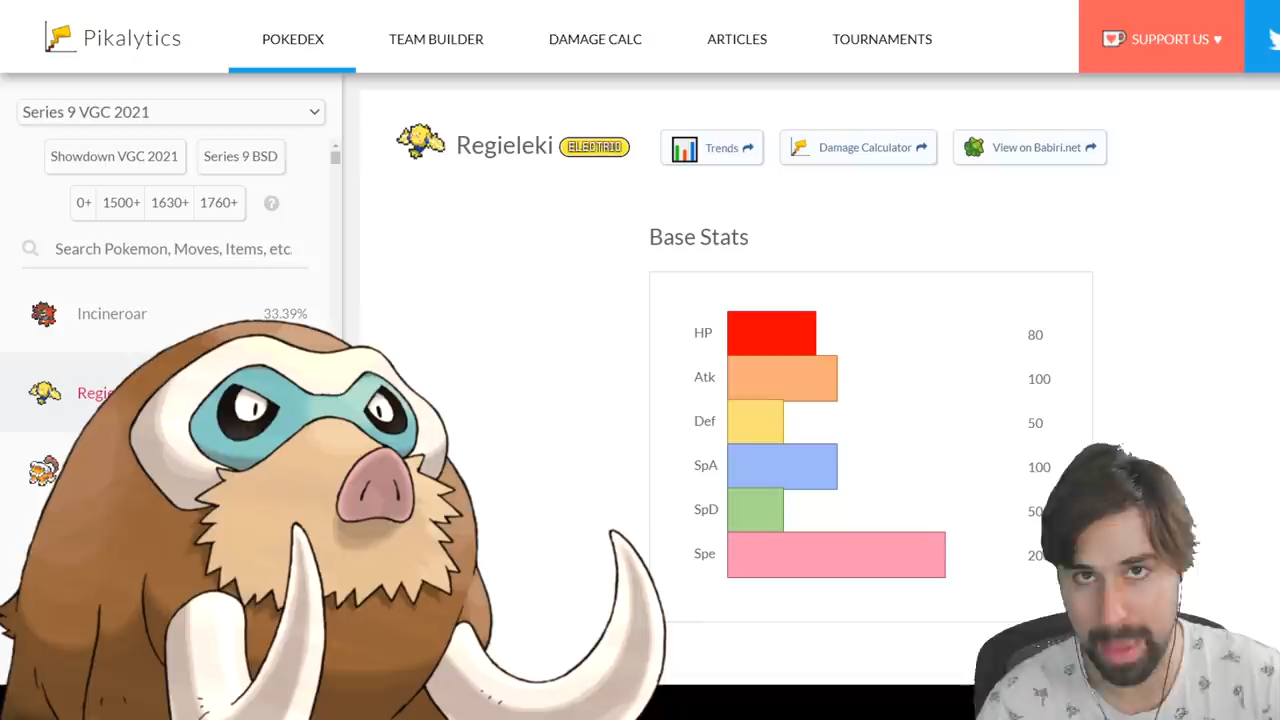 Pikalytics
POKEDEX
TEAM BUILDER
DAMAGE CALC
ARTICLES
TOURNAMENTS
SUPPORT US ♥
Series 9 VGC 2021
Showdown VGC 2021
Series 9 BSD
0+
1500+
1630+
1760+
?
Search Pokemon, Moves, Items, etc.
Incineroar
33.39%
Regieleki
ELECTRIC
Trends
Damage Calculator
View on Babiri.net
Base Stats
HP
80
Atk
100
Def
50
SpA
100
SpD
50
Spe